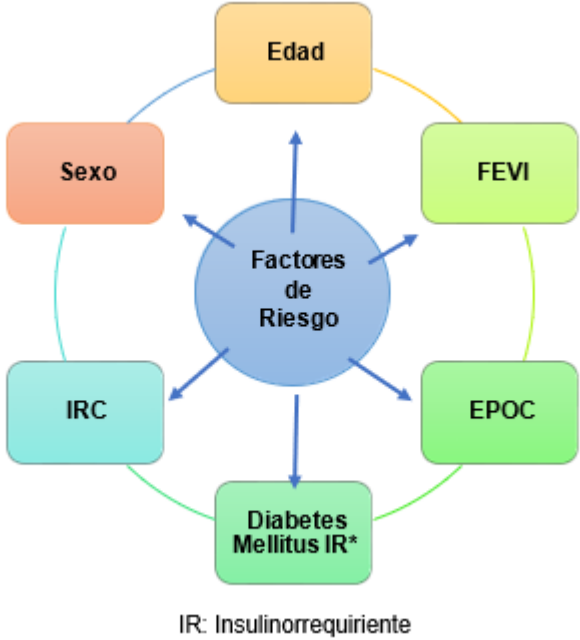 Edad
Sexo
FEVI
Factores
de
Riesgo
IRC
EPOC
Diabetes
Mellitus IR*
IR: Insulinorrequiriente